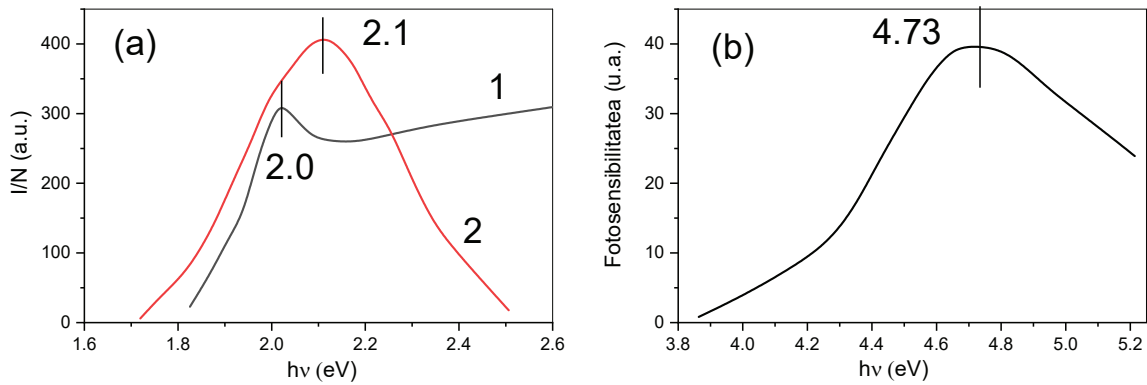 (a)
2.1
1
2.0
2
I/N (a.u.)
400
300
200
100
0
1.6 1.8 2.0 2.2 2.4 2.6
hν (eV)
(b)
4.73
Fotosensibilitatea (u.a.)
40
30
20
10
0
3.8 4.0 4.2 4.4 4.6 4.8 5.0 5.2
hν (eV)